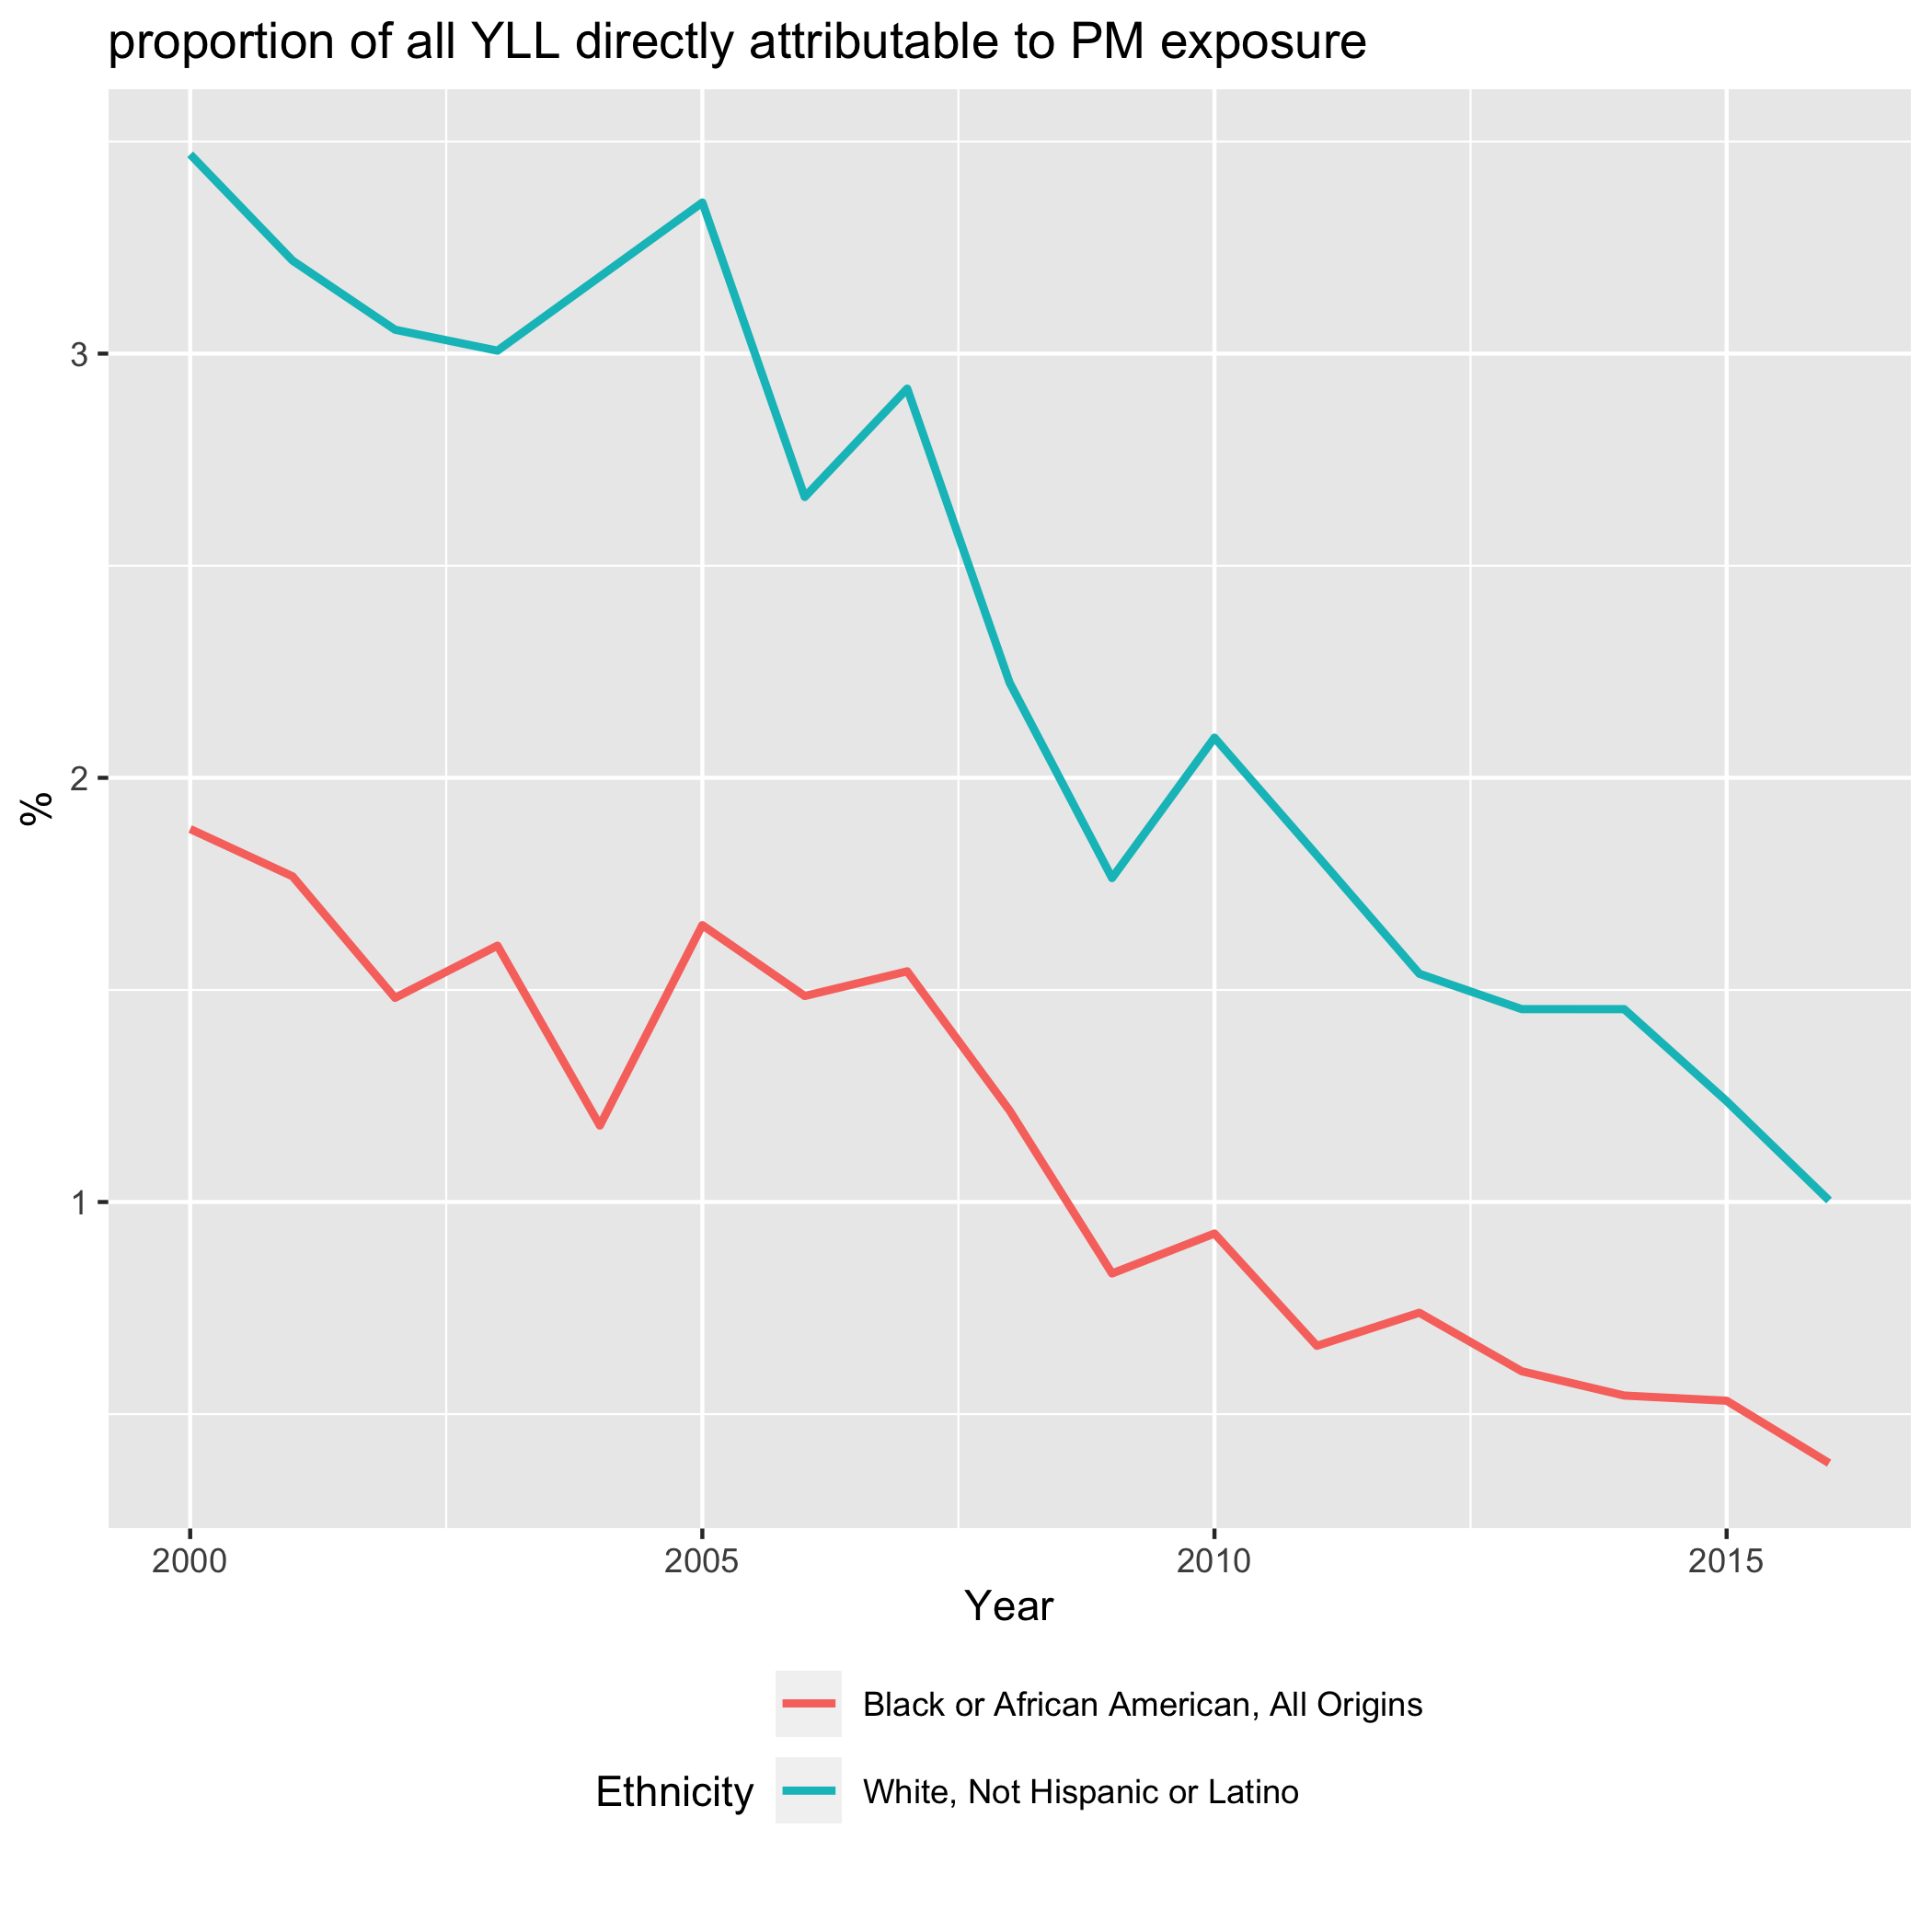 proportion of all YLL directly attributable to PM exposure
3
2
1
%
2000 2005 2010 2015
Year
Ethnicity
Black or African American, All Origins
White, Not Hispanic or Latino